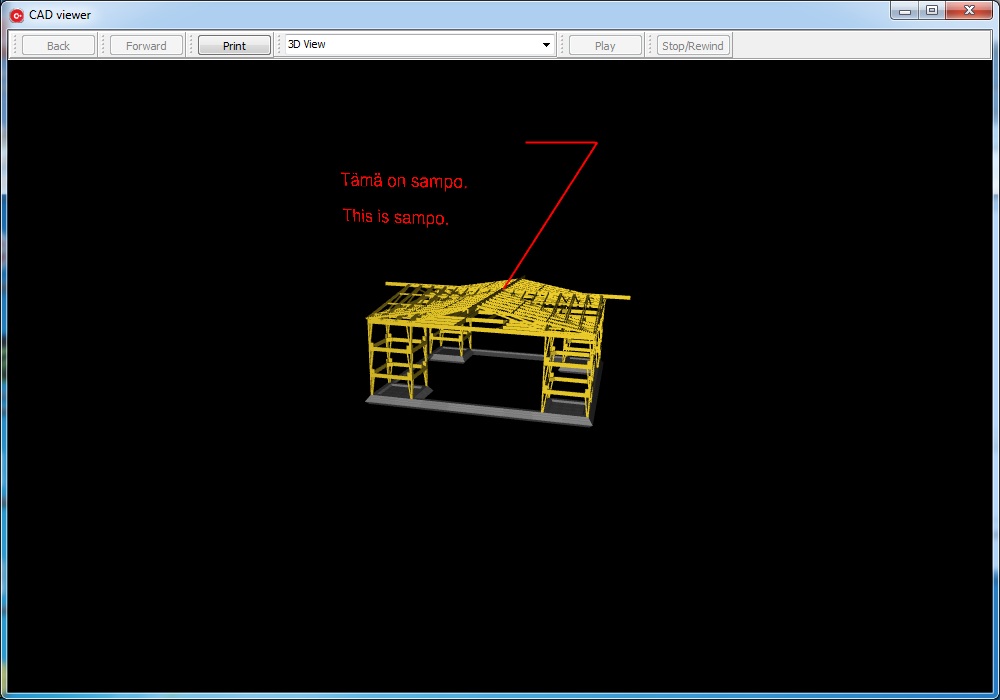 CAD viewer
Back Forward Print 3D View Play Stop/Rewind
Tämä on sampo.
This is sampo.